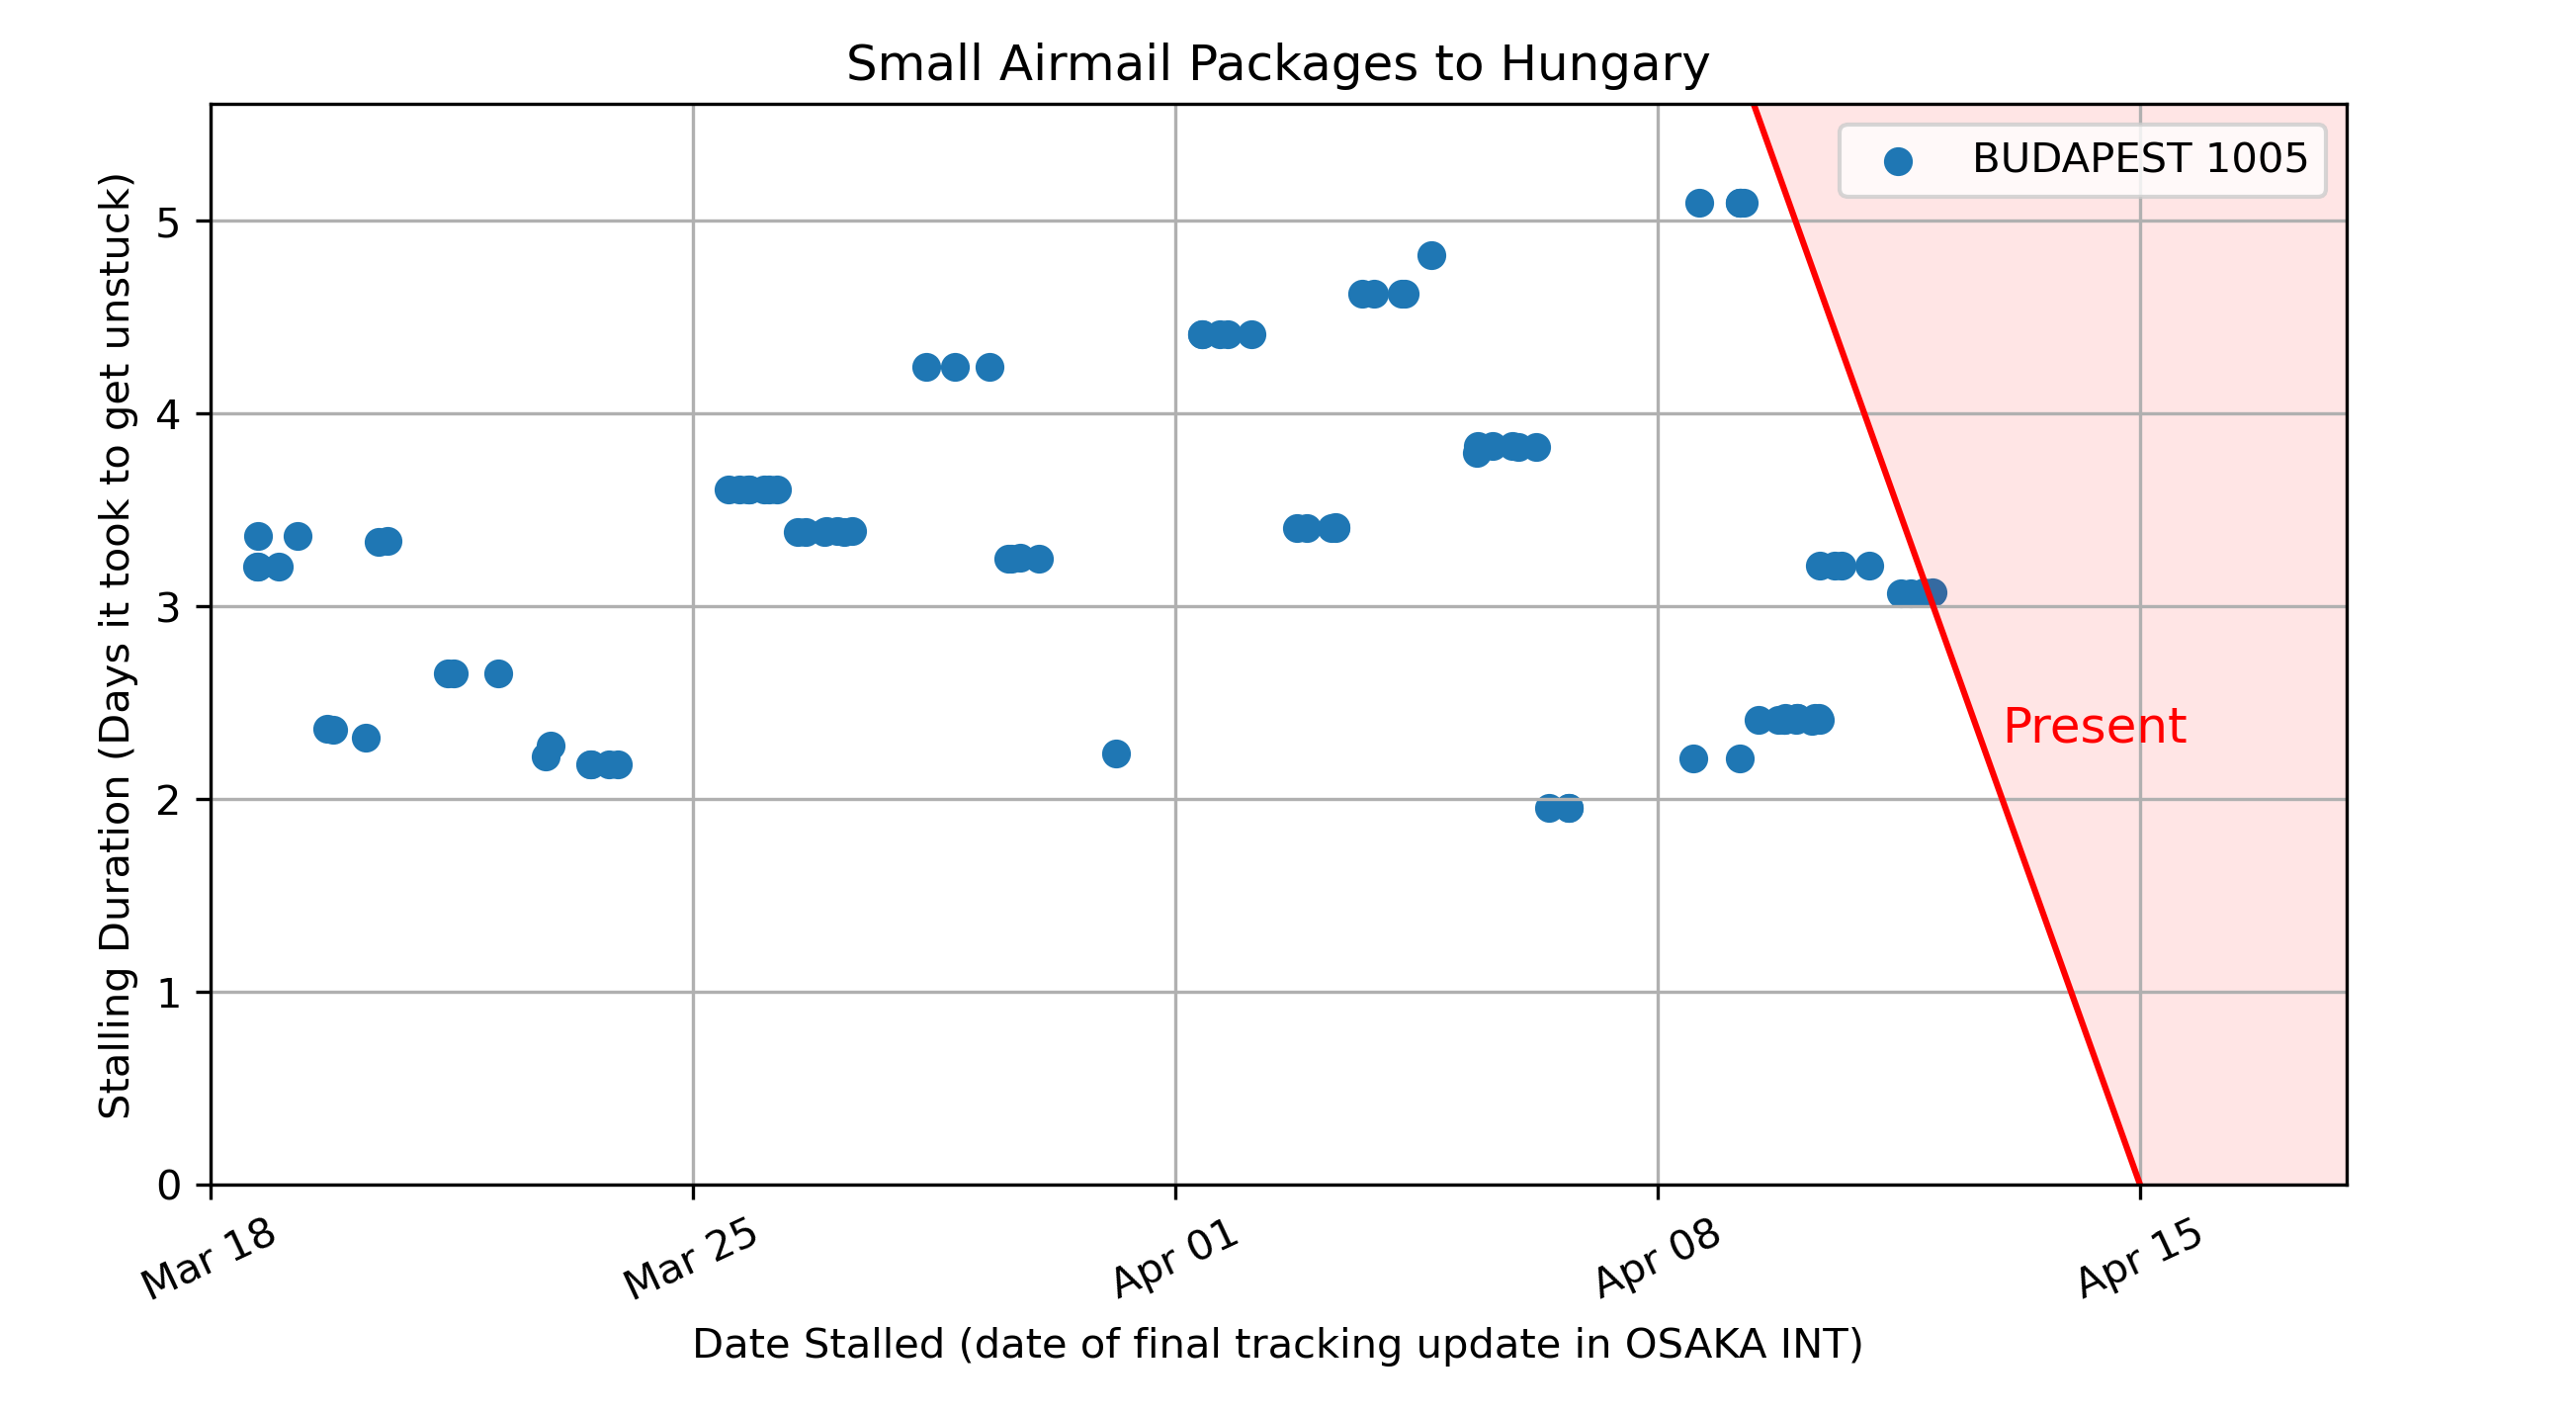 Small Airmail Packages to Hungary
BUDAPEST 1005
Stalling Duration (Days it took to get unstuck)
5
4
3
2
1
0
Present
Mar 18
Mar 25
Apr 01
Apr 08
Apr 15
Date Stalled (date of final tracking update in OSAKA INT)